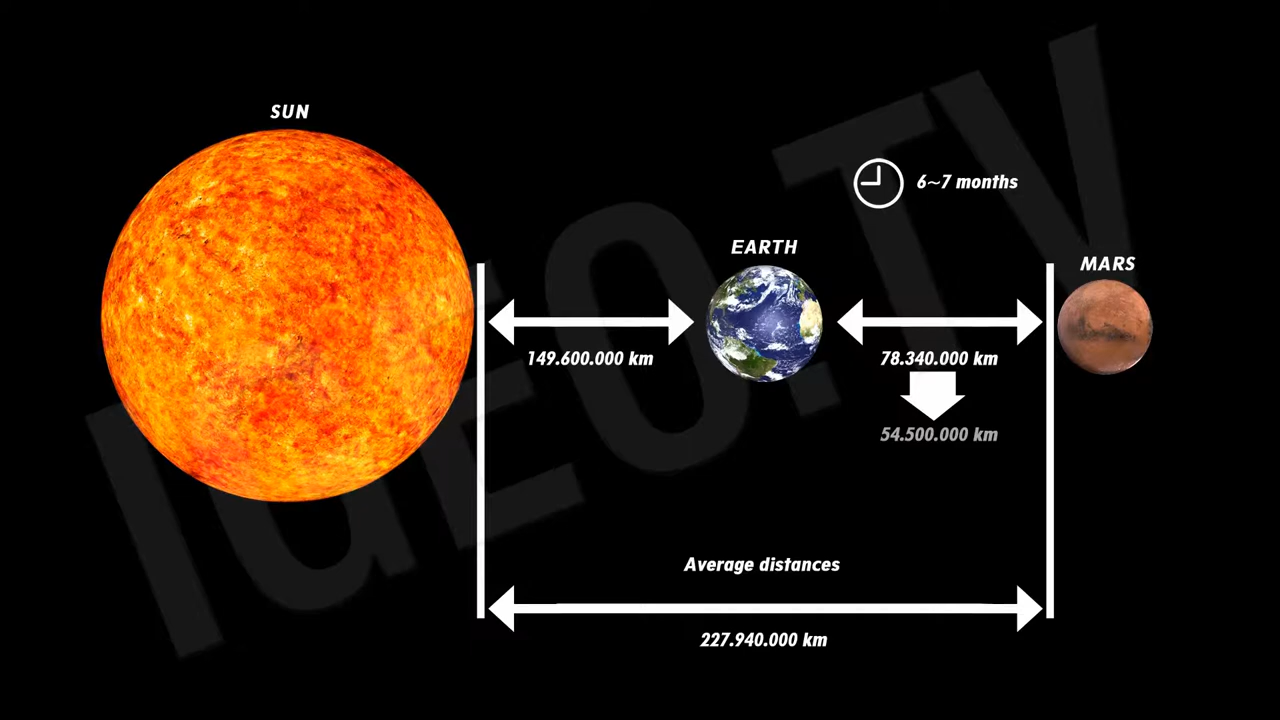 SUN
6~7 months
EARTH
MARS
149.600.000 km
78.340.000 km
54.500.000 km
Average distances
227.940.000 km
IGEO.TV